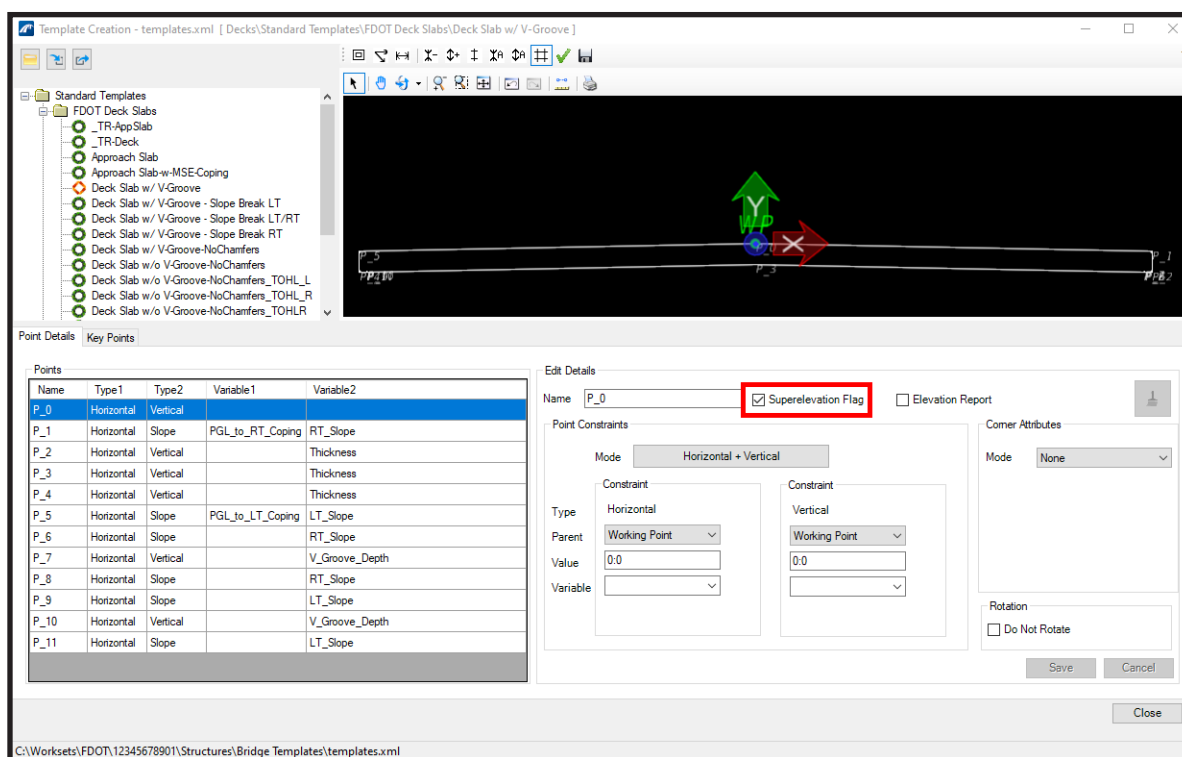 Template Creation - templates.xml [ Decks\Standard Templates\FDOT Deck Slabs\Deck Slab w/ V-Groove ]
Standard Templates
FDOT Deck Slabs
_TR-AppSlab
_TR-Deck
Approach Slab
Approach Slab-w-MSE-Coping
Deck Slab w/ V-Groove
Deck Slab w/ V-Groove - Slope Break LT
Deck Slab w/ V-Groove - Slope Break LT/RT
Deck Slab w/ V-Groove - Slope Break RT
Deck Slab w/ V-Groove-NoChamfers
Deck Slab w/o V-Groove-NoChamfers
Deck Slab w/o V-Groove-NoChamfers_TOHL_L
Deck Slab w/o V-Groove-NoChamfers_TOHL_R
Deck Slab w/o V-Groove-NoChamfers_TOHLR
Y
WP
X
P_5
P_1
P_3
Point Details Key Points
Points
Name Type1 Type2 Variable1 Variable2
P_0 Horizontal Vertical
P_1 Horizontal Slope PGL_to_RT_Coping RT_Slope
P_2 Horizontal Vertical Thickness
P_3 Horizontal Vertical Thickness
P_4 Horizontal Vertical Thickness
P_5 Horizontal Slope PGL_to_LT_Coping LT_Slope
P_6 Horizontal Slope RT_Slope
P_7 Horizontal Vertical V_Groove_Depth
P_8 Horizontal Slope RT_Slope
P_9 Horizontal Slope LT_Slope
P_10 Horizontal Vertical V_Groove_Depth
P_11 Horizontal Slope LT_Slope
Edit Details
Name P_0 Superelevation Flag Elevation Report
Point Constraints
Mode Horizontal + Vertical
Constraint Constraint
Type Horizontal Vertical
Parent Working Point Working Point
Value 0:0 0:0
Variable
Corner Attributes
Mode None
Rotation
Do Not Rotate
Save Cancel
Close
C:\Worksets\FDOT\12345678901\Structures\Bridge Templates\templates.xml